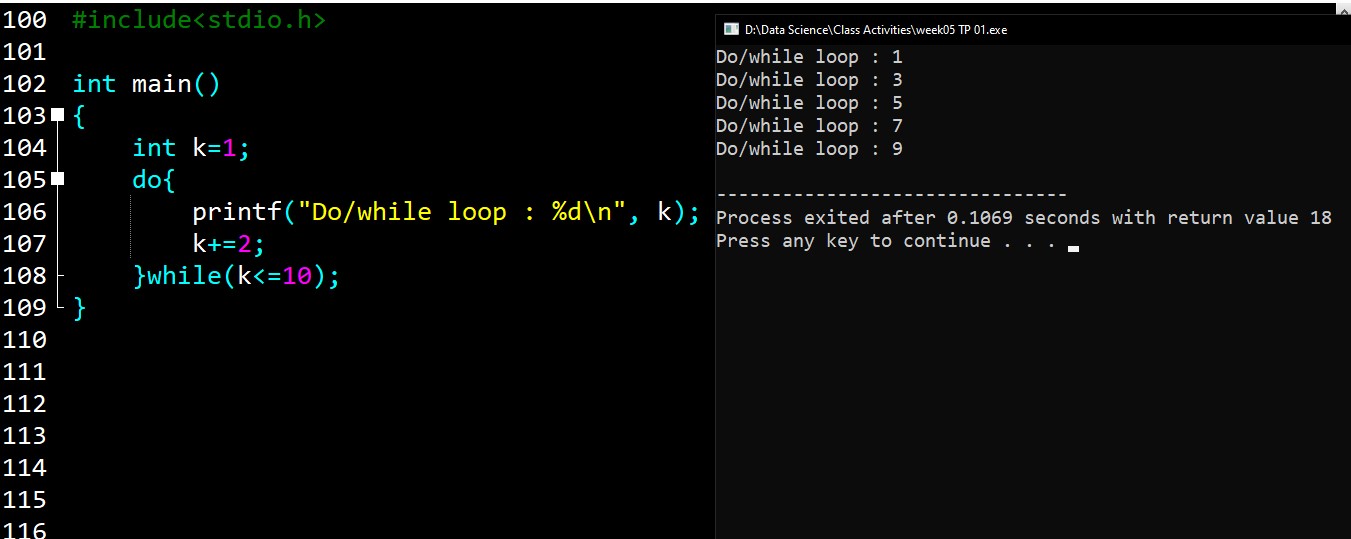 100 #include<stdio.h>
101
102 int main()
103 {
104 int k=1;
105 do{
106 printf("Do/while loop : %d\n", k);
107 k+=2;
108 }while(k<=10);
109 }
110
111
112
113
114
115
116
D:\Data Science\Class Activities\week05 TP 01.exe
Do/while loop : 1
Do/while loop : 3
Do/while loop : 5
Do/while loop : 7
Do/while loop : 9
--------------------------------
Process exited after 0.1069 seconds with return value 18
Press any key to continue . . .